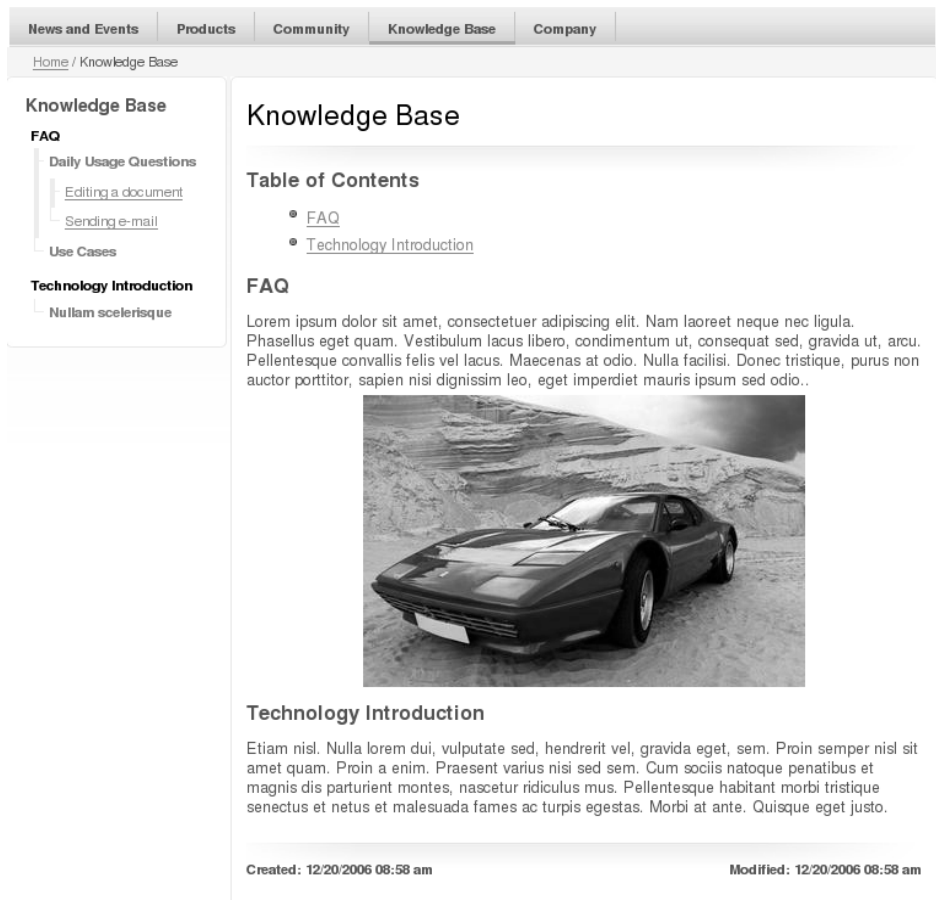 News and Events Products Community Knowledge Base Company
Home / Knowledge Base
Knowledge Base
FAQ
Daily Usage Questions
Editing a document
Sending e-mail
Use Cases
Technology Introduction
Nullam scelerisque
Knowledge Base
Table of Contents
FAQ
Technology Introduction
FAQ
Lorem ipsum dolor sit amet, consectetuer adipiscing elit. Nam laoreet neque nec ligula.
Phasellus eget quam. Vestibulum lacus libero, condimentum ut, consequat sed, gravida ut, arcu.
Pellentesque convallis felis vel lacus. Maecenas at odio. Nulla facilisi. Donec tristique, purus non
auctor porttitor, sapien nisi dignissim leo, eget imperdiet mauris ipsum sed odio..
Technology Introduction
Etiam nisl. Nulla lorem dui, vulputate sed, hendrerit vel, gravida eget, sem. Proin semper nisl sit
amet quam. Proin a enim. Praesent varius nisi sed sem. Cum sociis natoque penatibus et
magnis dis parturient montes, nascetur ridiculus mus. Pellentesque habitant morbi tristique
senectus et netus et malesuada fames ac turpis egestas. Morbi at ante. Quisque eget justo.
Created: 12/20/2006 08:58 am Modified: 12/20/2006 08:58 am